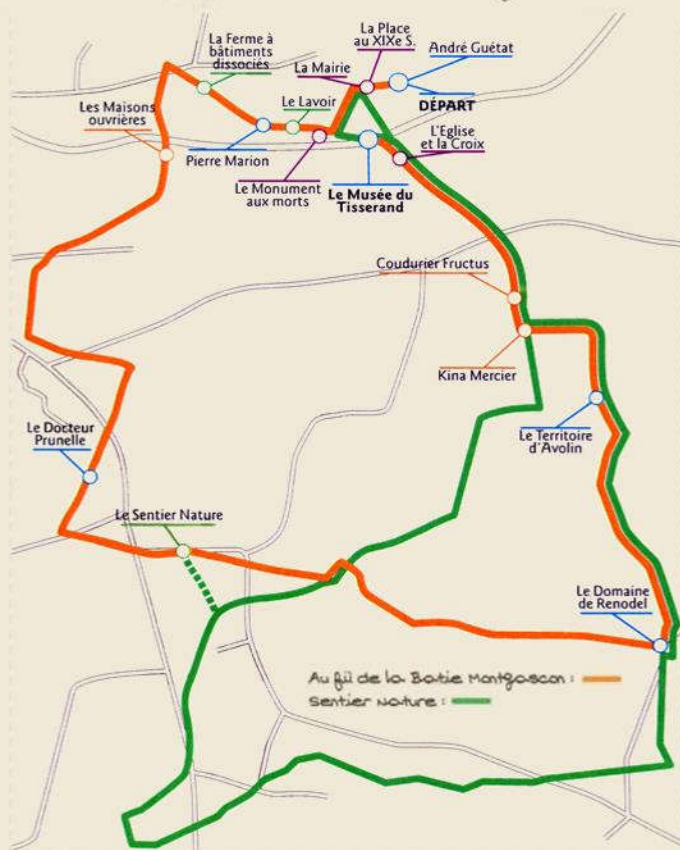 La Place
au XIXe S.
La Ferme à
bâtiments
dissociés
André Guétat
La Mairie
DÉPART
Les Maisons
ouvrières
Le Lavoir
L'Eglise
et la Croix
Pierre Marion
Le Monument
aux morts
Le Musée du
Tisserand
Coudurier Fructus
Kina Mercier
Le Docteur
Prunelle
Le Territoire
d'Avolin
Le Sentier Nature
Le Domaine
de Renodel
Au fil de la Batie Montgascon :
Sentier Nature :